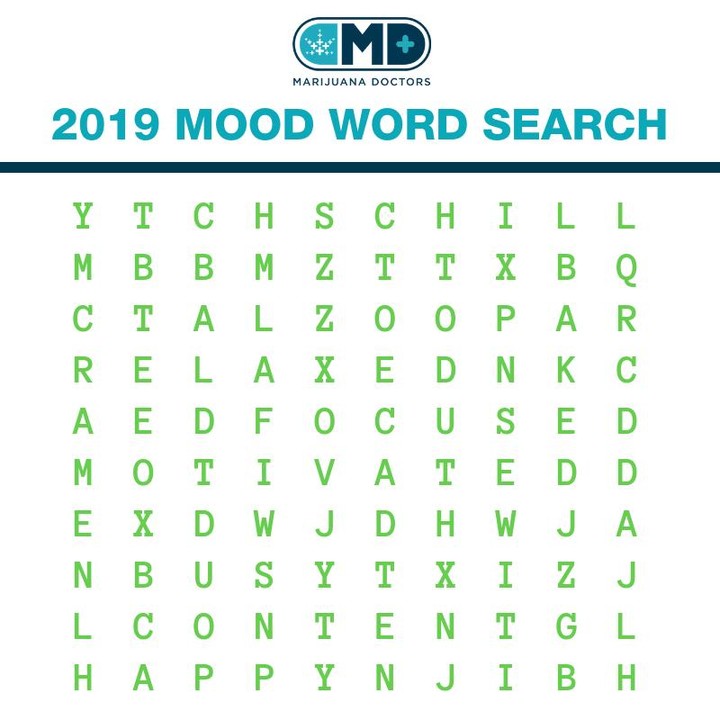 MD
MARIJUANA DOCTORS
2019 MOOD WORD SEARCH
Y T C H S C H I L L
M B B M Z T T X B Q
C T A L Z O O P A R
R E L A X E D N K C
A E D F O C U S E D
M O T I V A T E D D
E X D W J D H W J A
N B U S Y T X I Z J
L C O N T E N T G L
H A P P Y N J I B H